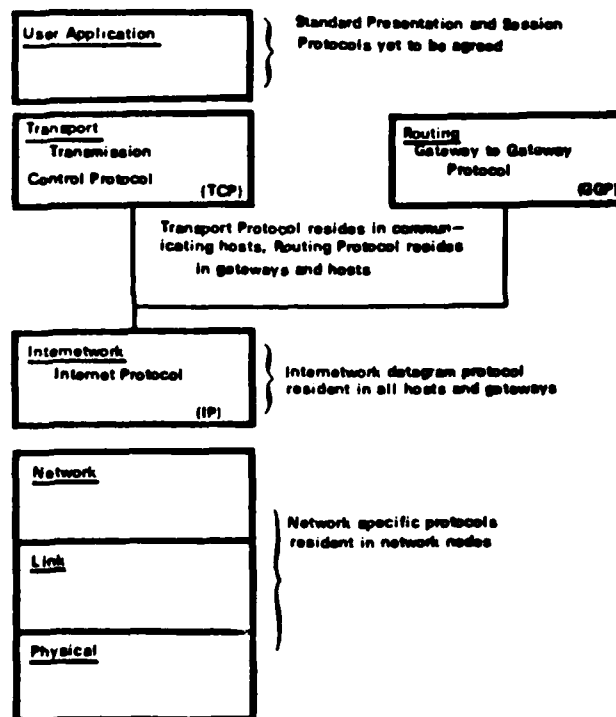 User Application
Standard Presentation and Session
Protocols yet to be agreed
Transport
Transmission
Control Protocol
(TCP)
Routing
Gateway to Gateway
Protocol
(GGP)
Transport Protocol resides in commun-
icating hosts, Routing Protocol resides
in gateways and hosts
Internetwork
Internet Protocol
(IP)
Internetwork datagram protocol
resident in all hosts and gateways
Network
Network specific protocols
resident in network nodes
Link
Physical